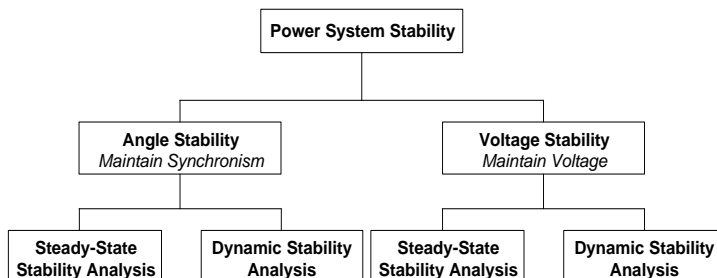 Power System Stability
Angle Stability
Maintain Synchronism
Voltage Stability
Maintain Voltage
Steady-State
Stability Analysis
Dynamic Stability
Analysis
Steady-State
Stability Analysis
Dynamic Stability
Analysis